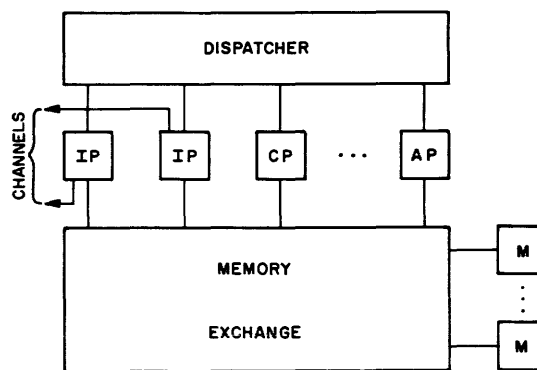 DISPATCHER
CHANNELS
IP
IP
CP
...
AP
MEMORY
EXCHANGE
M
M